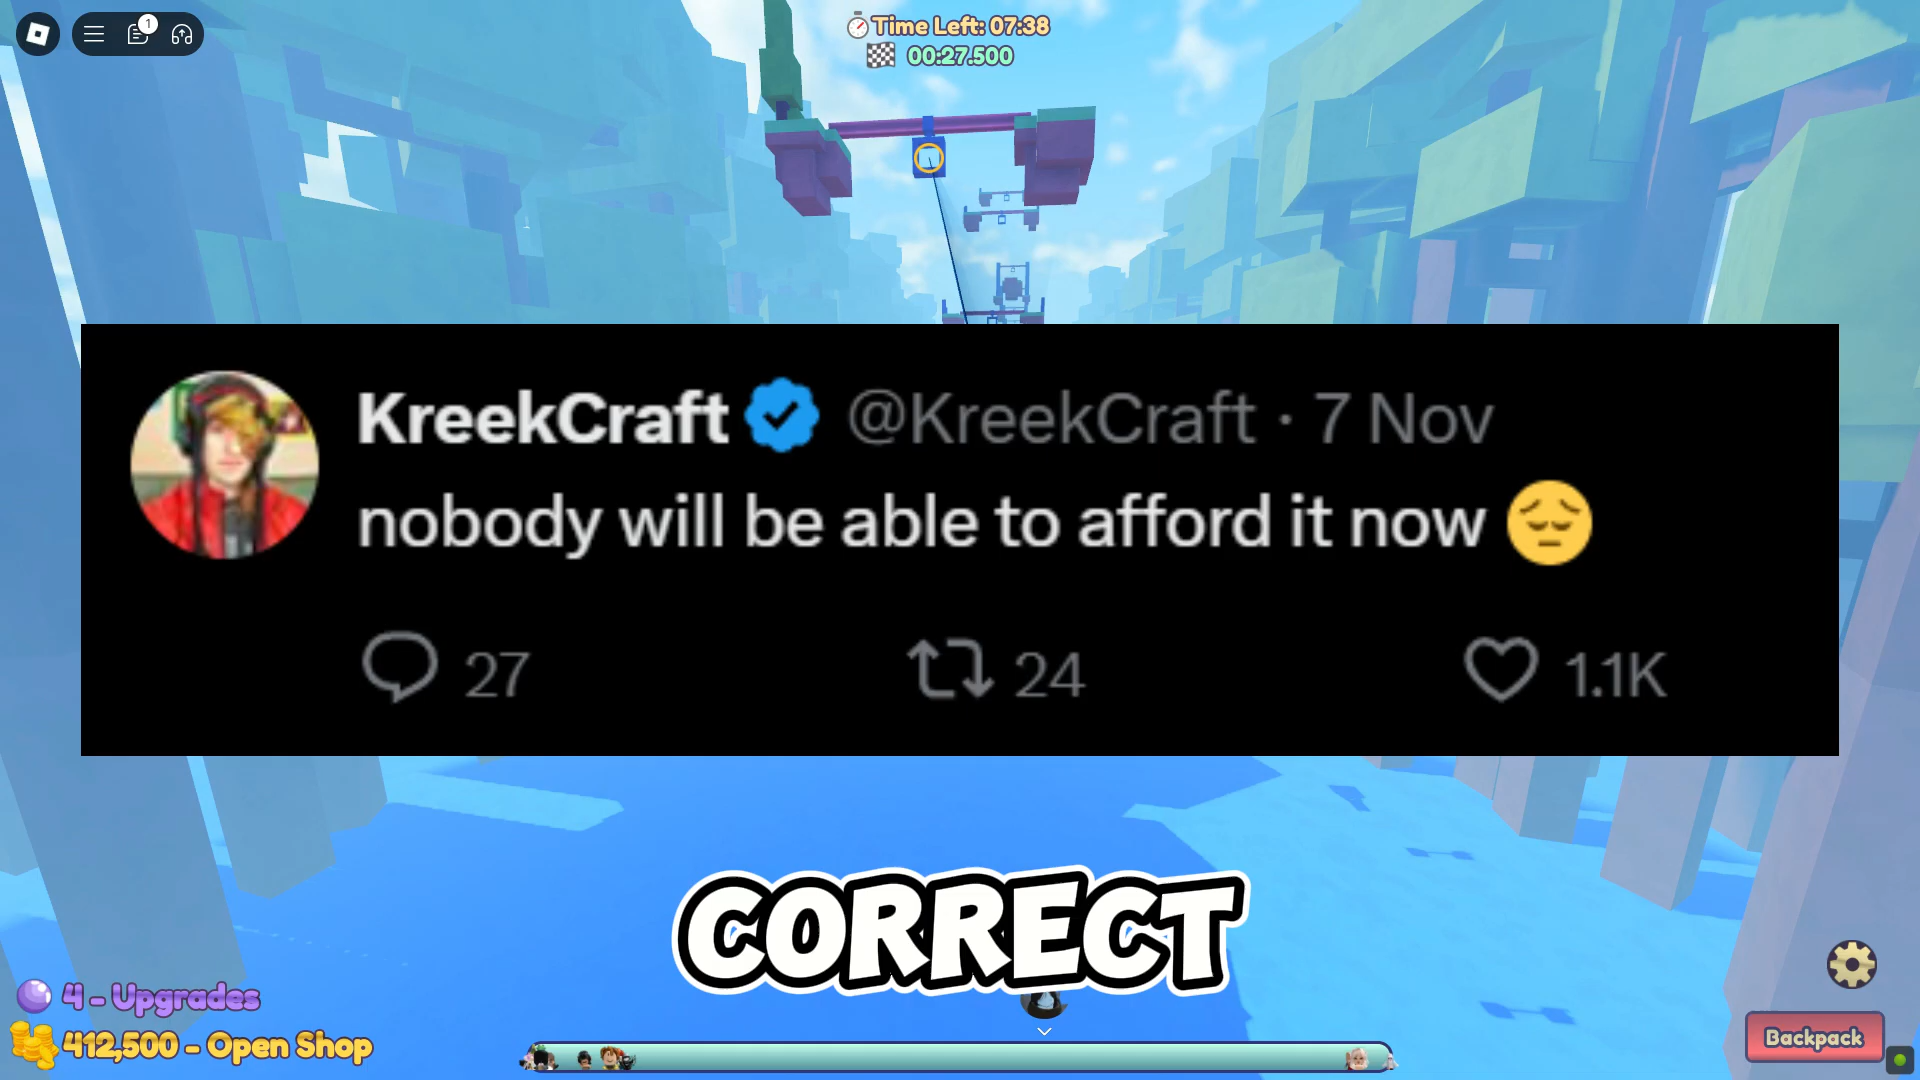 1
Time Left: 07:38
00:27.500
KreekCraft @KreekCraft · 7 Nov
nobody will be able to afford it now 😔
27 24 1.1K
CORRECT
4 - Upgrades
412,500 - Open Shop
Backpack